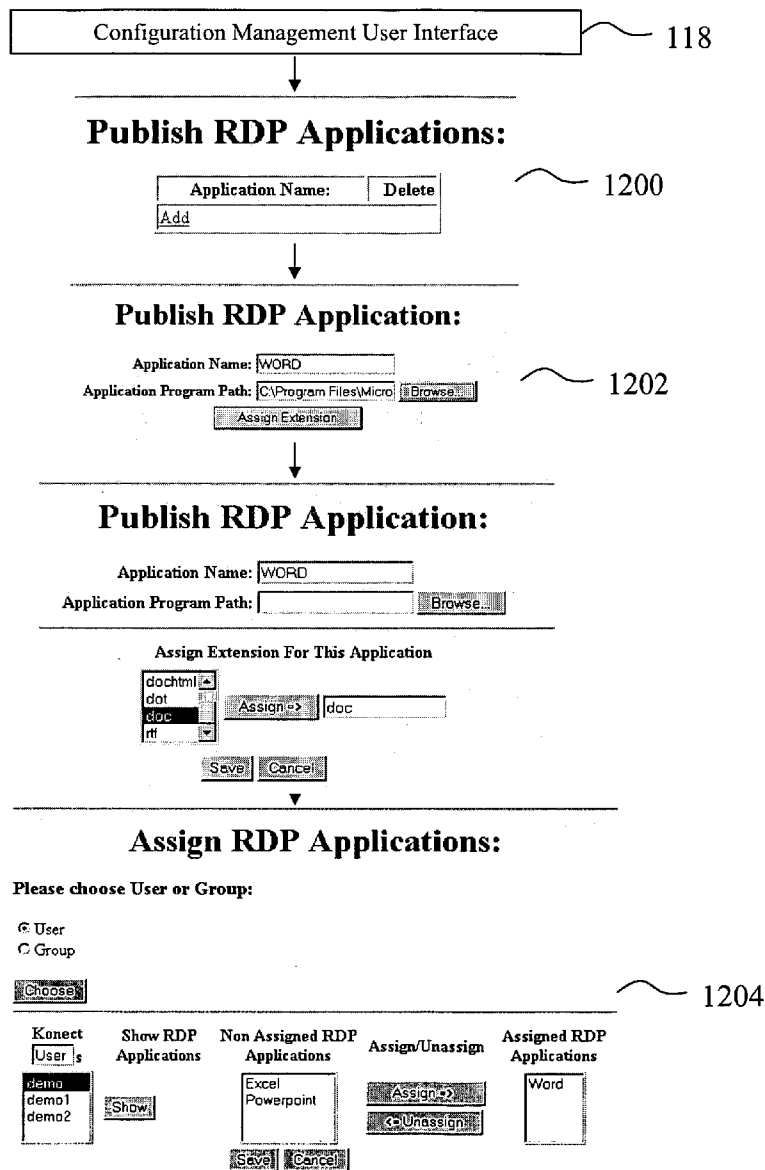 Configuration Management User Interface 118
Publish RDP Applications:
1200
Application Name: Delete
Add
Publish RDP Application:
Application Name: WORD
1202
Application Program Path: C:\Program Files\Micro Browse...
Assign Extension
Publish RDP Application:
Application Name: WORD
Application Program Path: Browse...
Assign Extension For This Application
dochtml
dot
doc
rtf
Assign => doc
Save Cancel
Assign RDP Applications:
Please choose User or Group:
User
Group
Choose
1204
Konect User s
Show RDP Applications
Non Assigned RDP Applications
Assign/Unassign
Assigned RDP Applications
demo
demo1
demo2
Show
Excel
Powerpoint
Assign =>
<= Unassign
Word
Save Cancel